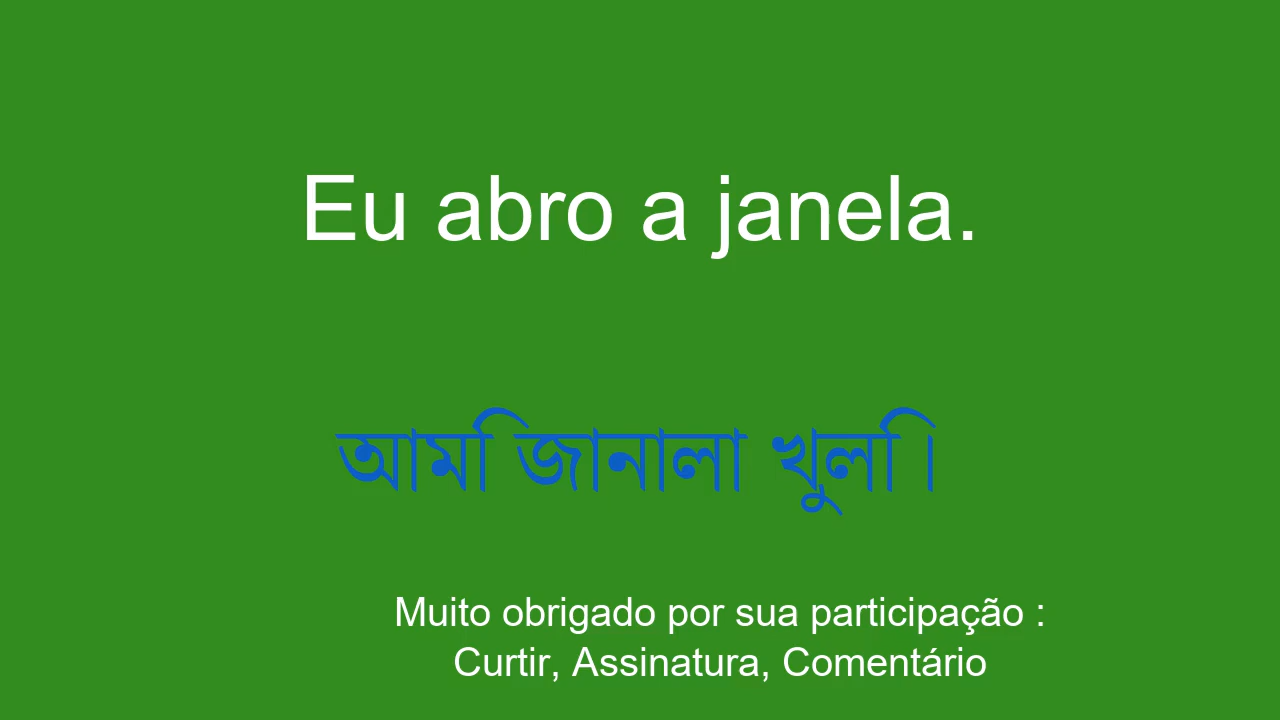 Eu abro a janela.
আমি জানালা খুলি।
Muito obrigado por sua participação :
Curtir, Assinatura, Comentário